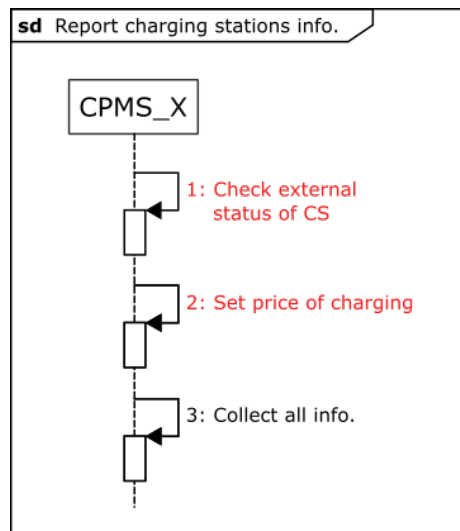 sd Report charging stations info.
CPMS_X
1: Check external
status of CS
2: Set price of charging
3: Collect all info.